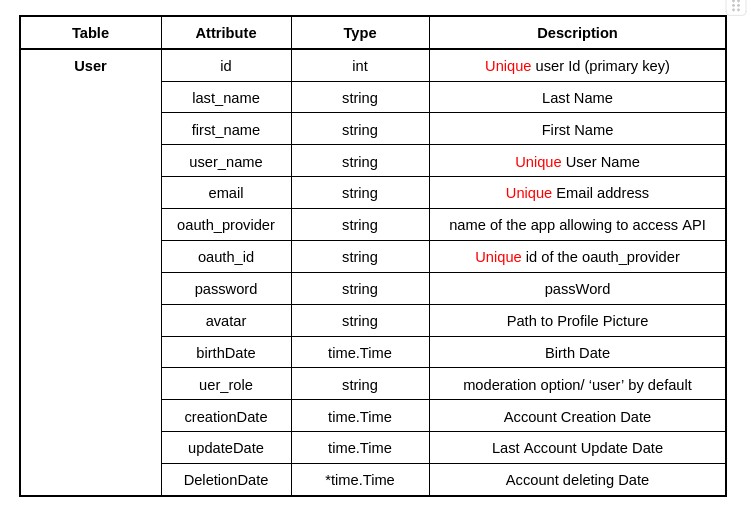 Table Attribute Type Description
User id int Unique user Id (primary key)
last_name string Last Name
first_name string First Name
user_name string Unique User Name
email string Unique Email address
oauth_provider string name of the app allowing to access API
oauth_id string Unique id of the oauth_provider
password string passWord
avatar string Path to Profile Picture
birthDate time.Time Birth Date
uer_role string moderation option/ ‘user’ by default
creationDate time.Time Account Creation Date
updateDate time.Time Last Account Update Date
DeletionDate *time.Time Account deleting Date